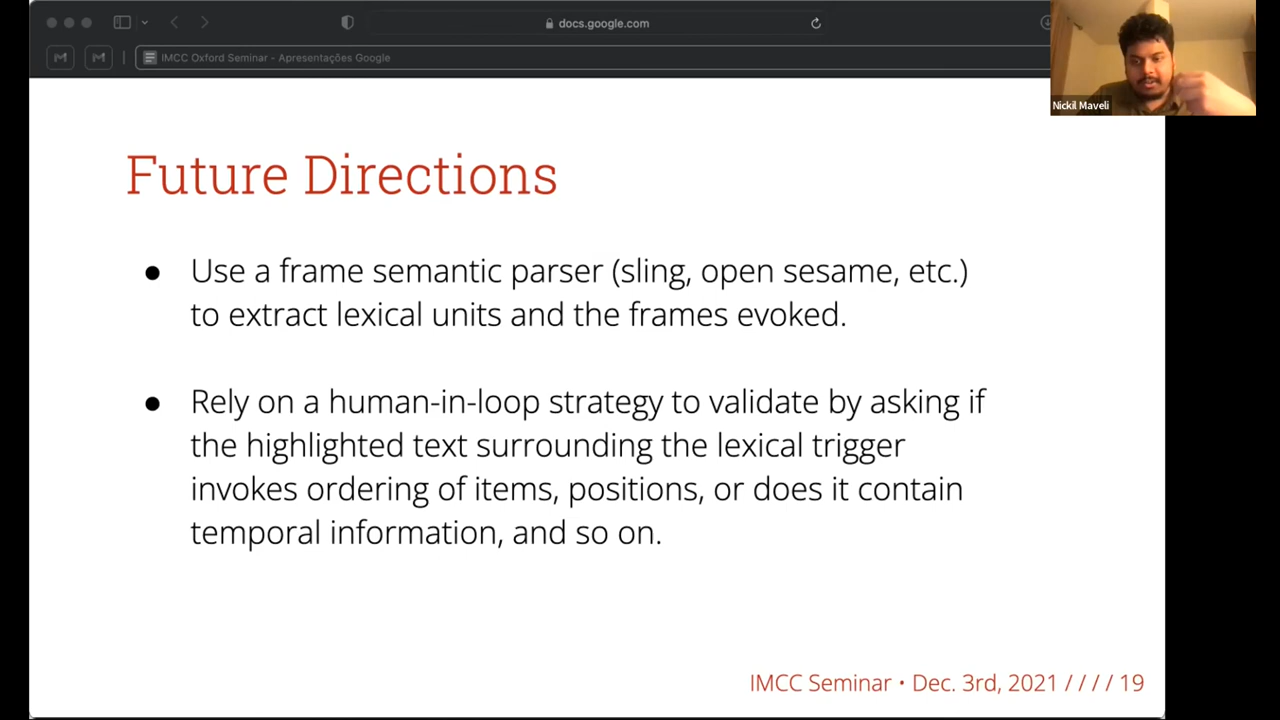 docs.google.com
IMCC Oxford Seminar - Apresentações Google
Nickil Maveli
Future Directions
● Use a frame semantic parser (sling, open sesame, etc.)
to extract lexical units and the frames evoked.
● Rely on a human-in-loop strategy to validate by asking if
the highlighted text surrounding the lexical trigger
invokes ordering of items, positions, or does it contain
temporal information, and so on.
IMCC Seminar • Dec. 3rd, 2021 / / / / 19